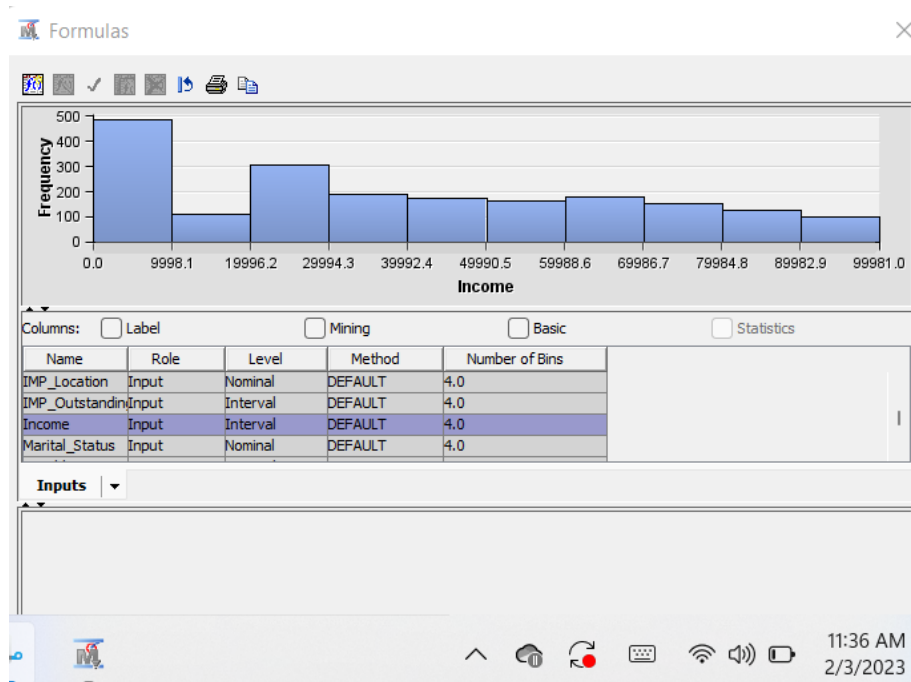 Formulas
500
400
300
200
100
0
Frequency
0.0 9998.1 19996.2 29994.3 39992.4 49990.5 59988.6 69986.7 79984.8 89982.9 99981.0
Income
Columns: Label Mining Basic Statistics
Name Role Level Method Number of Bins
IMP_Location Input Nominal DEFAULT 4.0
IMP_Outstandin Input Interval DEFAULT 4.0
Income Input Interval DEFAULT 4.0
Marital_Status Input Nominal DEFAULT 4.0
Inputs
11:36 AM
2/3/2023